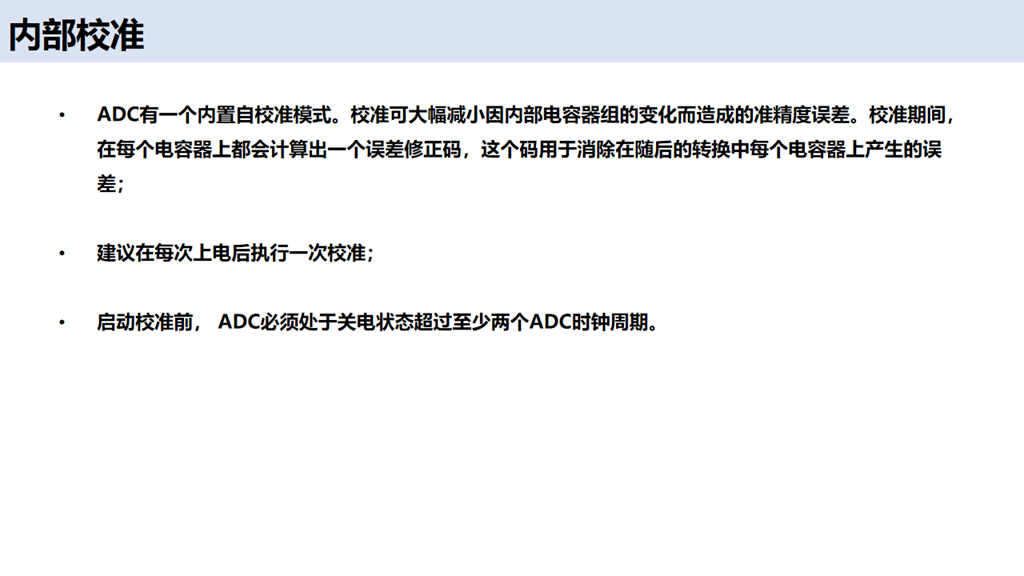 内部校准
• ADC有一个内置自校准模式。校准可大幅减小因内部电容器组的变化而造成的准精度误差。校准期间，
在每个电容器上都会计算出一个误差修正码，这个码用于消除在随后的转换中每个电容器上产生的误
差；
• 建议在每次上电后执行一次校准；
• 启动校准前， ADC必须处于关电状态超过至少两个ADC时钟周期。